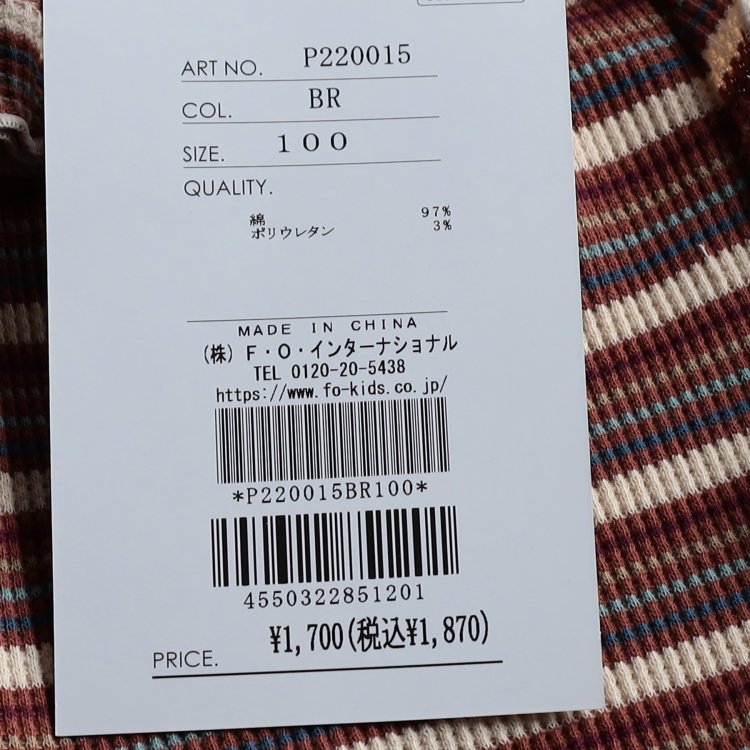 ART NO. P220015
COL. BR
SIZE. 100
QUALITY.
綿 97%
ポリウレタン 3%
MADE IN CHINA
(株) F・O・インターナショナル
TEL 0120-20-5438
https://www.fo-kids.co.jp/
*P220015BR100*
4550322851201
PRICE. ¥1,700(税込¥1,870)